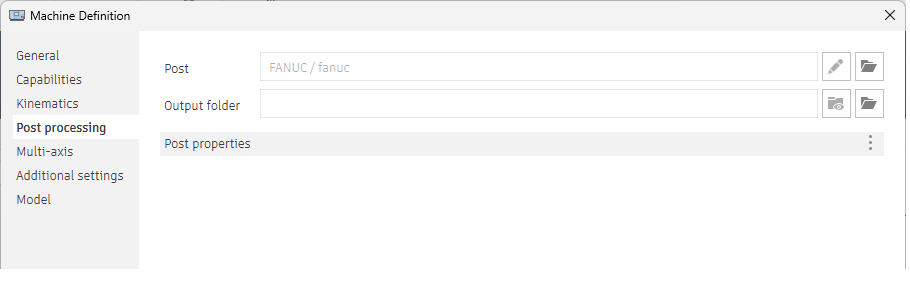 Machine Definition
General
Capabilities
Kinematics
Post processing
Multi-axis
Additional settings
Model
Post
FANUC / fanuc
Output folder
Post properties